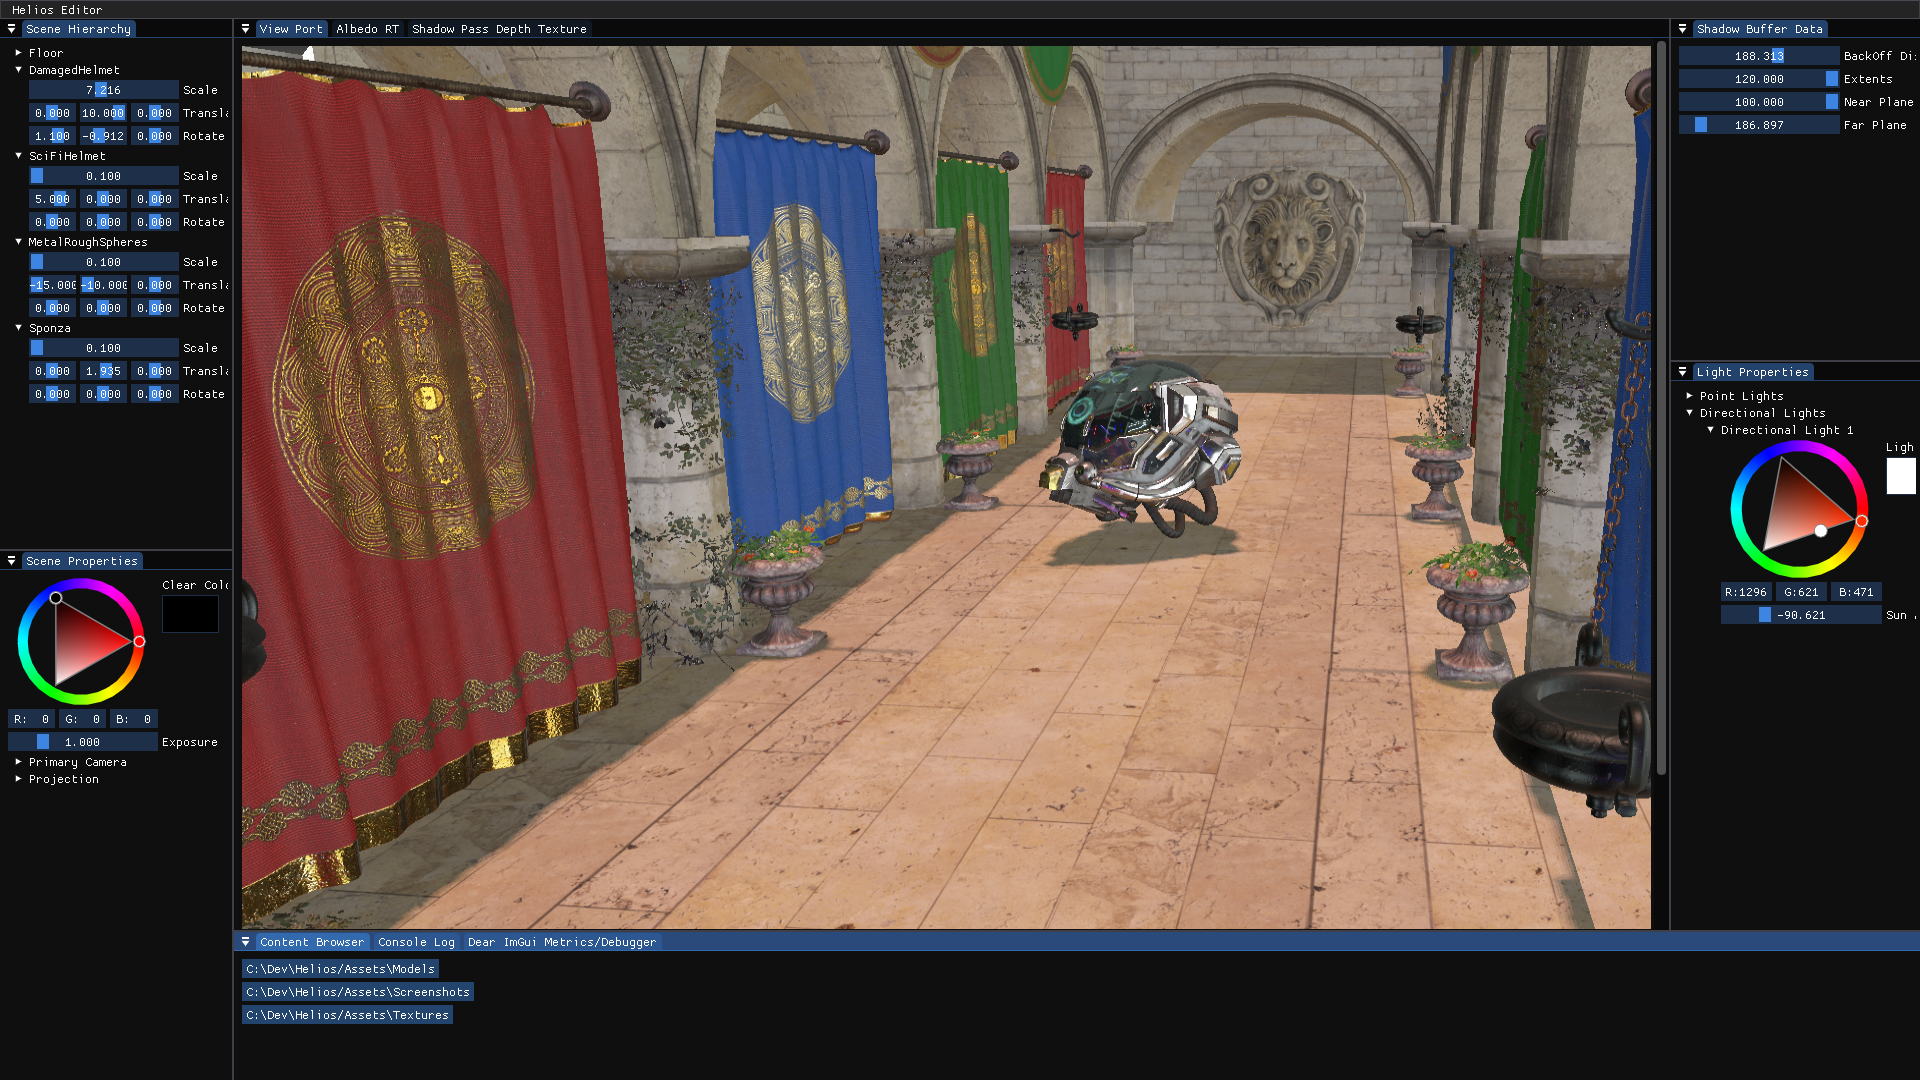 Helios Editor
Scene Hierarchy
Floor
DamagedHelmet
7.216 Scale
0.000 10.000 0.000 Transla
1.100 -0.912 0.000 Rotate
SciFiHelmet
0.100 Scale
5.000 0.000 0.000 Transla
0.000 0.000 0.000 Rotate
MetalRoughSpheres
0.100 Scale
-15.000 -10.000 0.000 Transla
0.000 0.000 0.000 Rotate
Sponza
0.100 Scale
0.000 1.935 0.000 Transla
0.000 0.000 0.000 Rotate
Scene Properties
Clear Colo
R: 0 G: 0 B: 0
1.000 Exposure
Primary Camera
Projection
View Port Albedo RT Shadow Pass Depth Texture
Content Browser Console Log Dear ImGui Metrics/Debugger
C:\Dev\Helios/Assets\Models
C:\Dev\Helios/Assets\Screenshots
C:\Dev\Helios/Assets\Textures
Shadow Buffer Data
188.313 BackOff Di
120.000 Extents
100.000 Near Plane
186.897 Far Plane
Light Properties
Point Lights
Directional Lights
Directional Light 1
Ligh
R:1296 G:621 B:471
-90.621 Sun